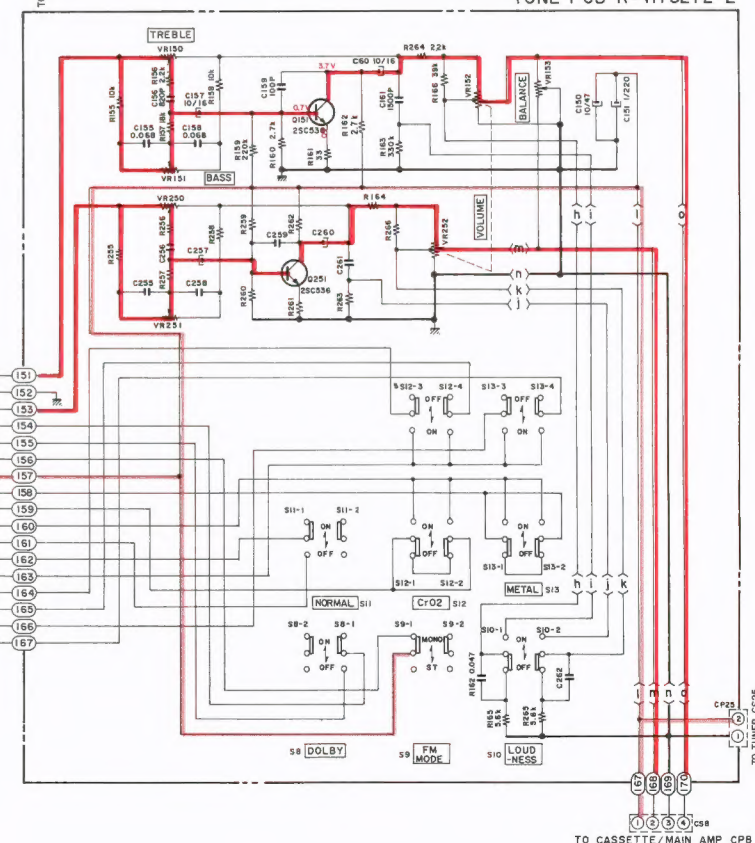 TREBLE
VR150
R264 2.2k
C60 10/16
3.7V
R155 10k
R156 2.2k
C156 820P
R157 18k
C157 10/16
R158 10k
C159 100P
0.7V
Q151
2SC536
0
C161 1500P
R166 39k
VR152
BALANCE
VR153
C150 10/47
C151 1/220
C155 0.068
C158 0.068
R159 220k
R160 2.7k
R161 33
R162 2.7k
R163 330k
VR151
BASS
VR250
R164
VOLUME
R255
R256
C256
R257
C257
R258
R259
C259
R262
C260
Q251
2SC536
R266
VR252
C261
C255
C258
R260
R261
R263
VR251
h
i
l
o
m
n
k
j
151
152
153
154
155
156
157
158
159
160
161
162
163
164
165
166
167
S12-3
S12-4
S13-3
S13-4
OFF
ON
OFF
ON
S11-1
S11-2
ON
OFF
ON
OFF
ON
OFF
S12-1
S12-2
S13-1
S13-2
NORMAL S11
CrO2 S12
METAL S13
h
i
j
k
S8-2
S8-1
S9-1
S9-2
S10-1
S10-2
ON
OFF
MONO
ST
ON
OFF
R162 0.047
C262
R165 5.6k
R265 5.6k
l
m
n
o
CP25
2
1
S8 DOLBY
S9 FM MODE
S10 LOUD-NESS
167
168
169
170
1
2
3
4
CS8
TO CASSETTE/MAIN AMP CP8